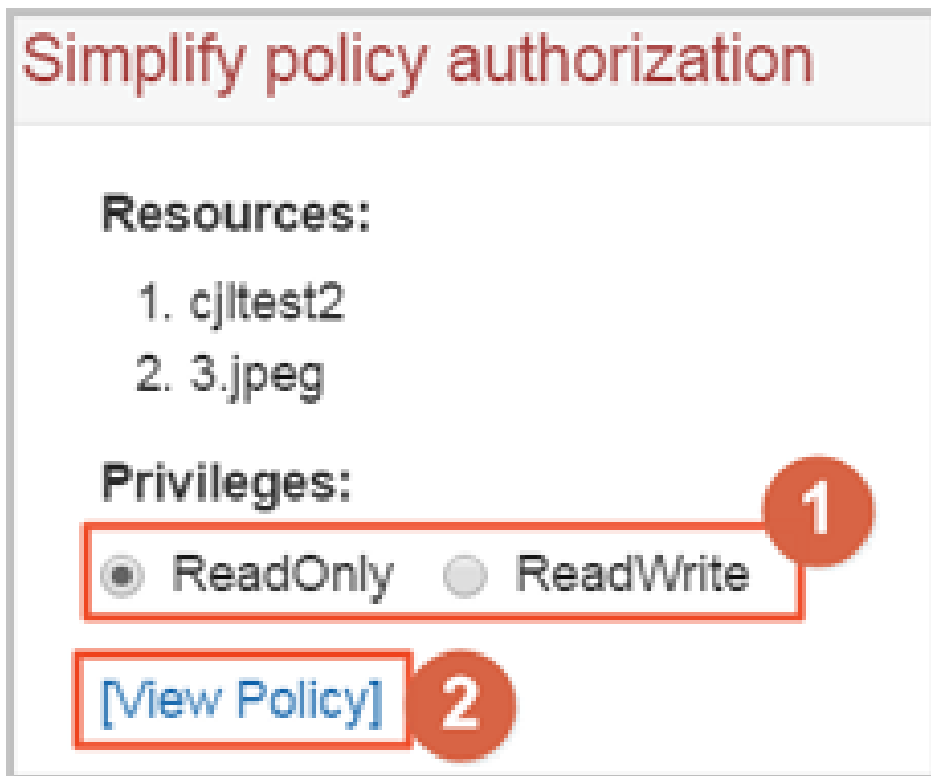 Simplify policy authorization
Resources:
1. cjltest2
2. 3.jpeg
Privileges:
1
ReadOnly ReadWrite
[View Policy]
2